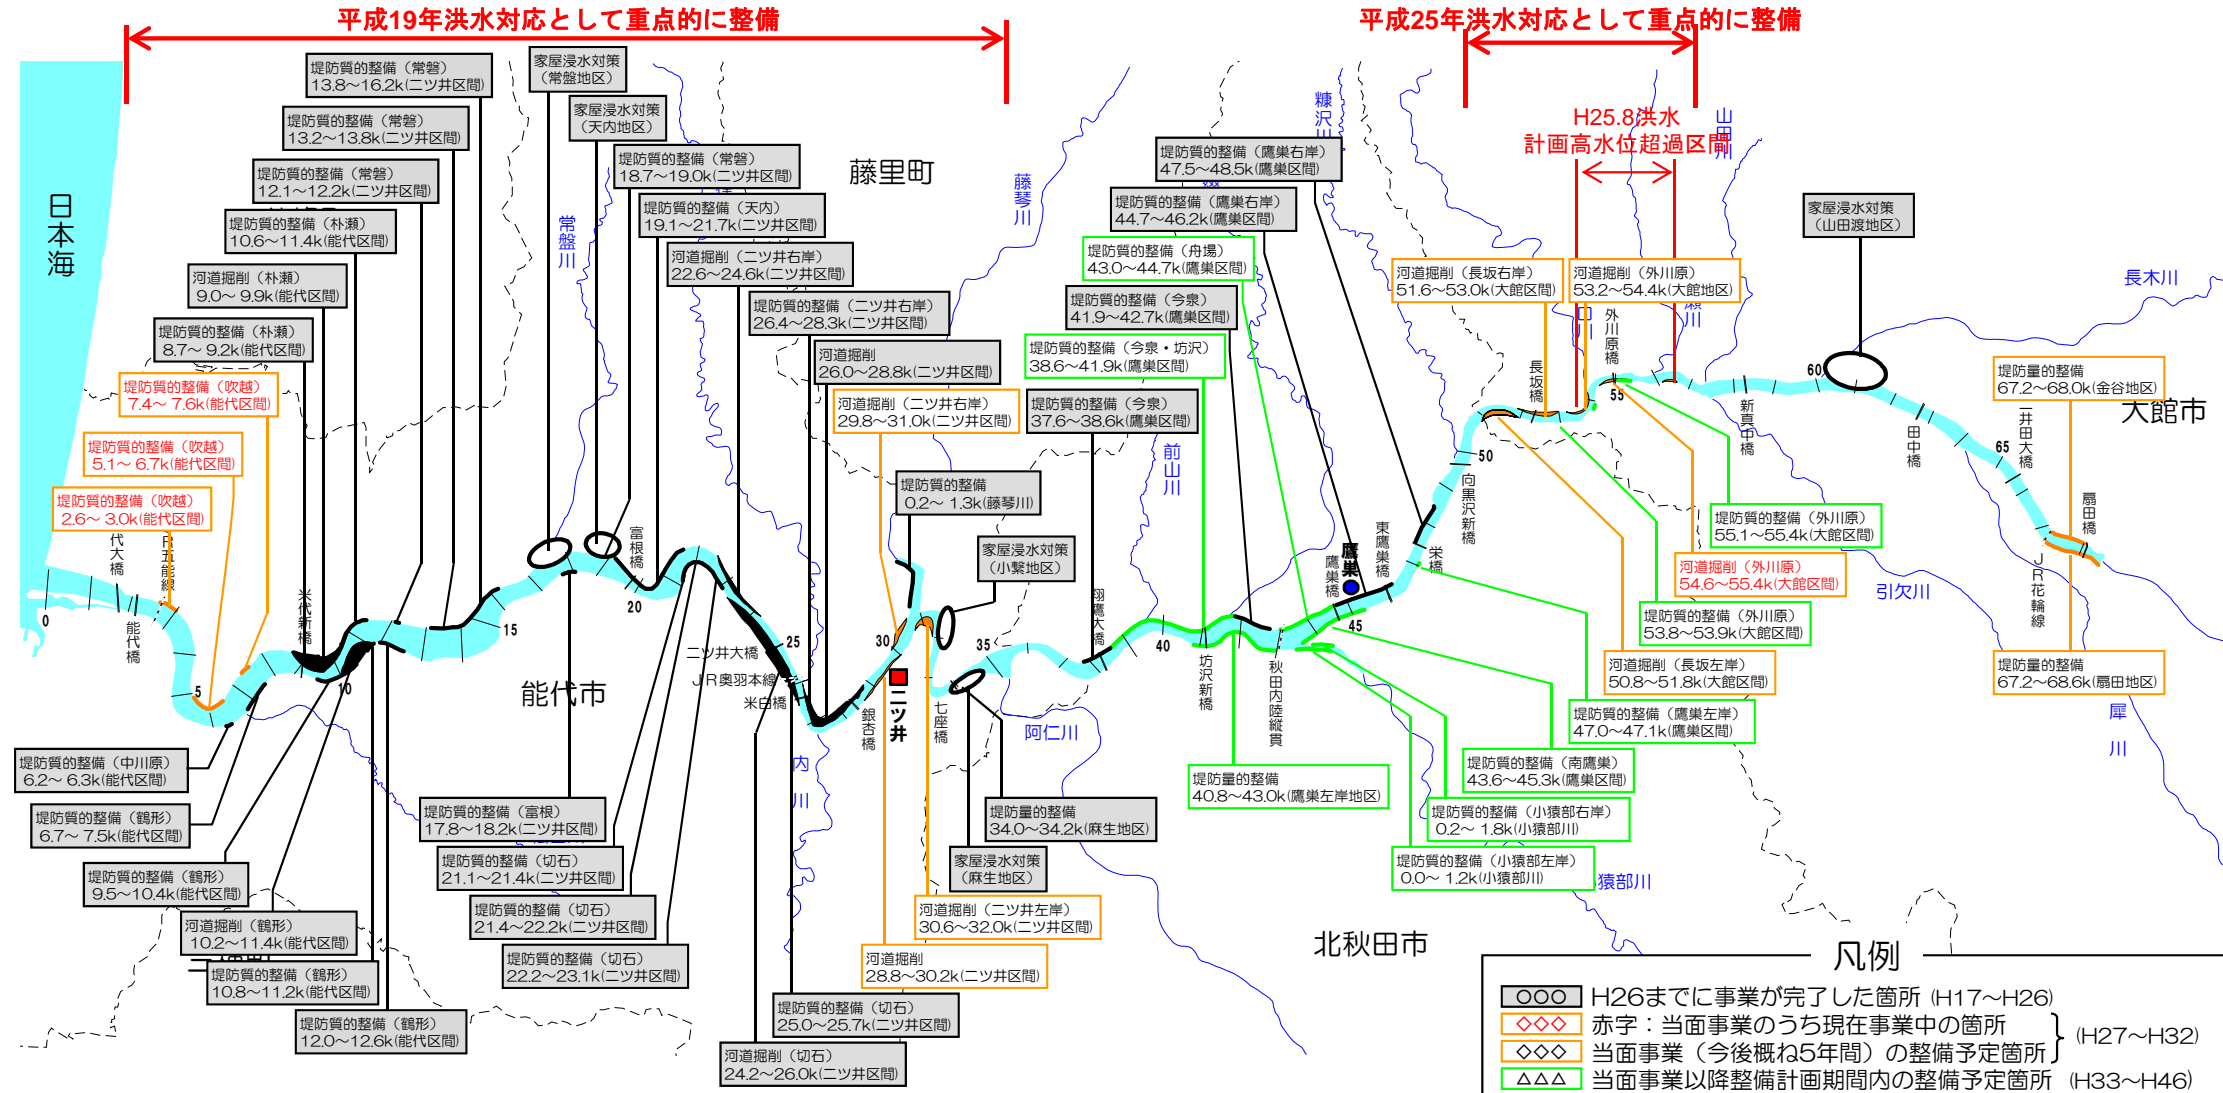 平成19年洪水対応として重点的に整備
平成25年洪水対応として重点的に整備
H25.8洪水
計画高水位超過区間
日本海
藤里町
能代市
北秋田市
大館市
堤防質的整備（常磐）
13.8～16.2k(二ツ井区間)
堤防質的整備（常磐）
13.2～13.8k(二ツ井区間)
堤防質的整備（常磐）
12.1～12.2k(二ツ井区間)
堤防質的整備（朴瀬）
10.6～11.4k(能代区間)
河道掘削（朴瀬）
9.0～ 9.9k(能代区間)
堤防質的整備（朴瀬）
8.7～ 9.2k(能代区間)
堤防質的整備（吹越）
7.4～ 7.6k(能代区間)
堤防質的整備（吹越）
5.1～ 6.7k(能代区間)
堤防質的整備（吹越）
2.6～ 3.0k(能代区間)
家屋浸水対策
（常盤地区）
家屋浸水対策
（天内地区）
堤防質的整備（常磐）
18.7～19.0k(二ツ井区間)
堤防質的整備（天内）
19.1～21.7k(二ツ井区間)
河道掘削（二ツ井右岸）
22.6～24.6k(二ツ井区間)
堤防質的整備（二ツ井右岸）
26.4～28.3k(二ツ井区間)
河道掘削
26.0～28.8k(二ツ井区間)
河道掘削（二ツ井右岸）
29.8～31.0k(二ツ井区間)
堤防質的整備
0.2～ 1.3k(藤琴川)
家屋浸水対策
（小繋地区）
堤防質的整備（鷹巣右岸）
47.5～48.5k(鷹巣区間)
堤防質的整備（鷹巣右岸）
44.7～46.2k(鷹巣区間)
堤防質的整備（舟場）
43.0～44.7k(鷹巣区間)
堤防質的整備（今泉）
41.9～42.7k(鷹巣区間)
堤防質的整備（今泉・坊沢）
38.6～41.9k(鷹巣区間)
堤防質的整備（今泉）
37.6～38.6k(鷹巣区間)
河道掘削（長坂右岸）
51.6～53.0k(大館区間)
河道掘削（外川原）
53.2～54.4k(大館地区)
家屋浸水対策
（山田渡地区）
堤防量的整備
67.2～68.0k(金谷地区)
堤防質的整備（外川原）
55.1～55.4k(大館区間)
河道掘削（外川原）
54.6～55.4k(大館区間)
堤防質的整備（外川原）
53.8～53.9k(大館区間)
河道掘削（長坂左岸）
50.8～51.8k(大館区間)
堤防質的整備（鷹巣左岸）
47.0～47.1k(鷹巣区間)
堤防質的整備（南鷹巣）
43.6～45.3k(鷹巣区間)
堤防質的整備（小猿部右岸）
0.2～ 1.8k(小猿部川)
堤防質的整備（小猿部左岸）
0.0～ 1.2k(小猿部川)
堤防量的整備
40.8～43.0k(鷹巣左岸地区)
堤防量的整備
67.2～68.6k(扇田地区)
堤防質的整備（中川原）
6.2～ 6.3k(能代区間)
堤防質的整備（鶴形）
6.7～ 7.5k(能代区間)
堤防質的整備（鶴形）
9.5～10.4k(能代区間)
河道掘削（鶴形）
10.2～11.4k(能代区間)
堤防質的整備（鶴形）
10.8～11.2k(能代区間)
堤防質的整備（鶴形）
12.0～12.6k(能代区間)
堤防質的整備（富根）
17.8～18.2k(二ツ井区間)
堤防質的整備（切石）
21.1～21.4k(二ツ井区間)
堤防質的整備（切石）
21.4～22.2k(二ツ井区間)
堤防質的整備（切石）
22.2～23.1k(二ツ井区間)
堤防質的整備（切石）
25.0～25.7k(二ツ井区間)
河道掘削（切石）
24.2～26.0k(二ツ井区間)
堤防量的整備
34.0～34.2k(麻生地区)
家屋浸水対策
（麻生地区）
河道掘削（二ツ井左岸）
30.6～32.0k(二ツ井区間)
河道掘削
28.8～30.2k(二ツ井区間)
常盤川
藤琴川
糠沢川
山田川
長木川
前山川
引欠川
犀川
阿仁川
内川
猿部川
瀬川
代大橋
能代橋
米代新橋
富根橋
二ツ井大橋
JR奥羽本線
米白橋
銀杏橋
七座橋
二ツ井
翔鷹大橋
坊沢新橋
秋田内陸縦貫
鷹巣橋
鷹巣
東鷹巣橋
栄橋
向黒沢新橋
長坂橋
外川原橋
新真中橋
田中橋
二井田大橋
JR花輪線
扇田橋
0
5
10
15
20
25
30
35
40
45
50
55
60
65
凡例
○○○ H26までに事業が完了した箇所 (H17～H26)
◇◇◇ 赤字：当面事業のうち現在事業中の箇所
◇◇◇ 当面事業（今後概ね5年間）の整備予定箇所
(H27～H32)
△△△ 当面事業以降整備計画期間内の整備予定箇所 (H33～H46)